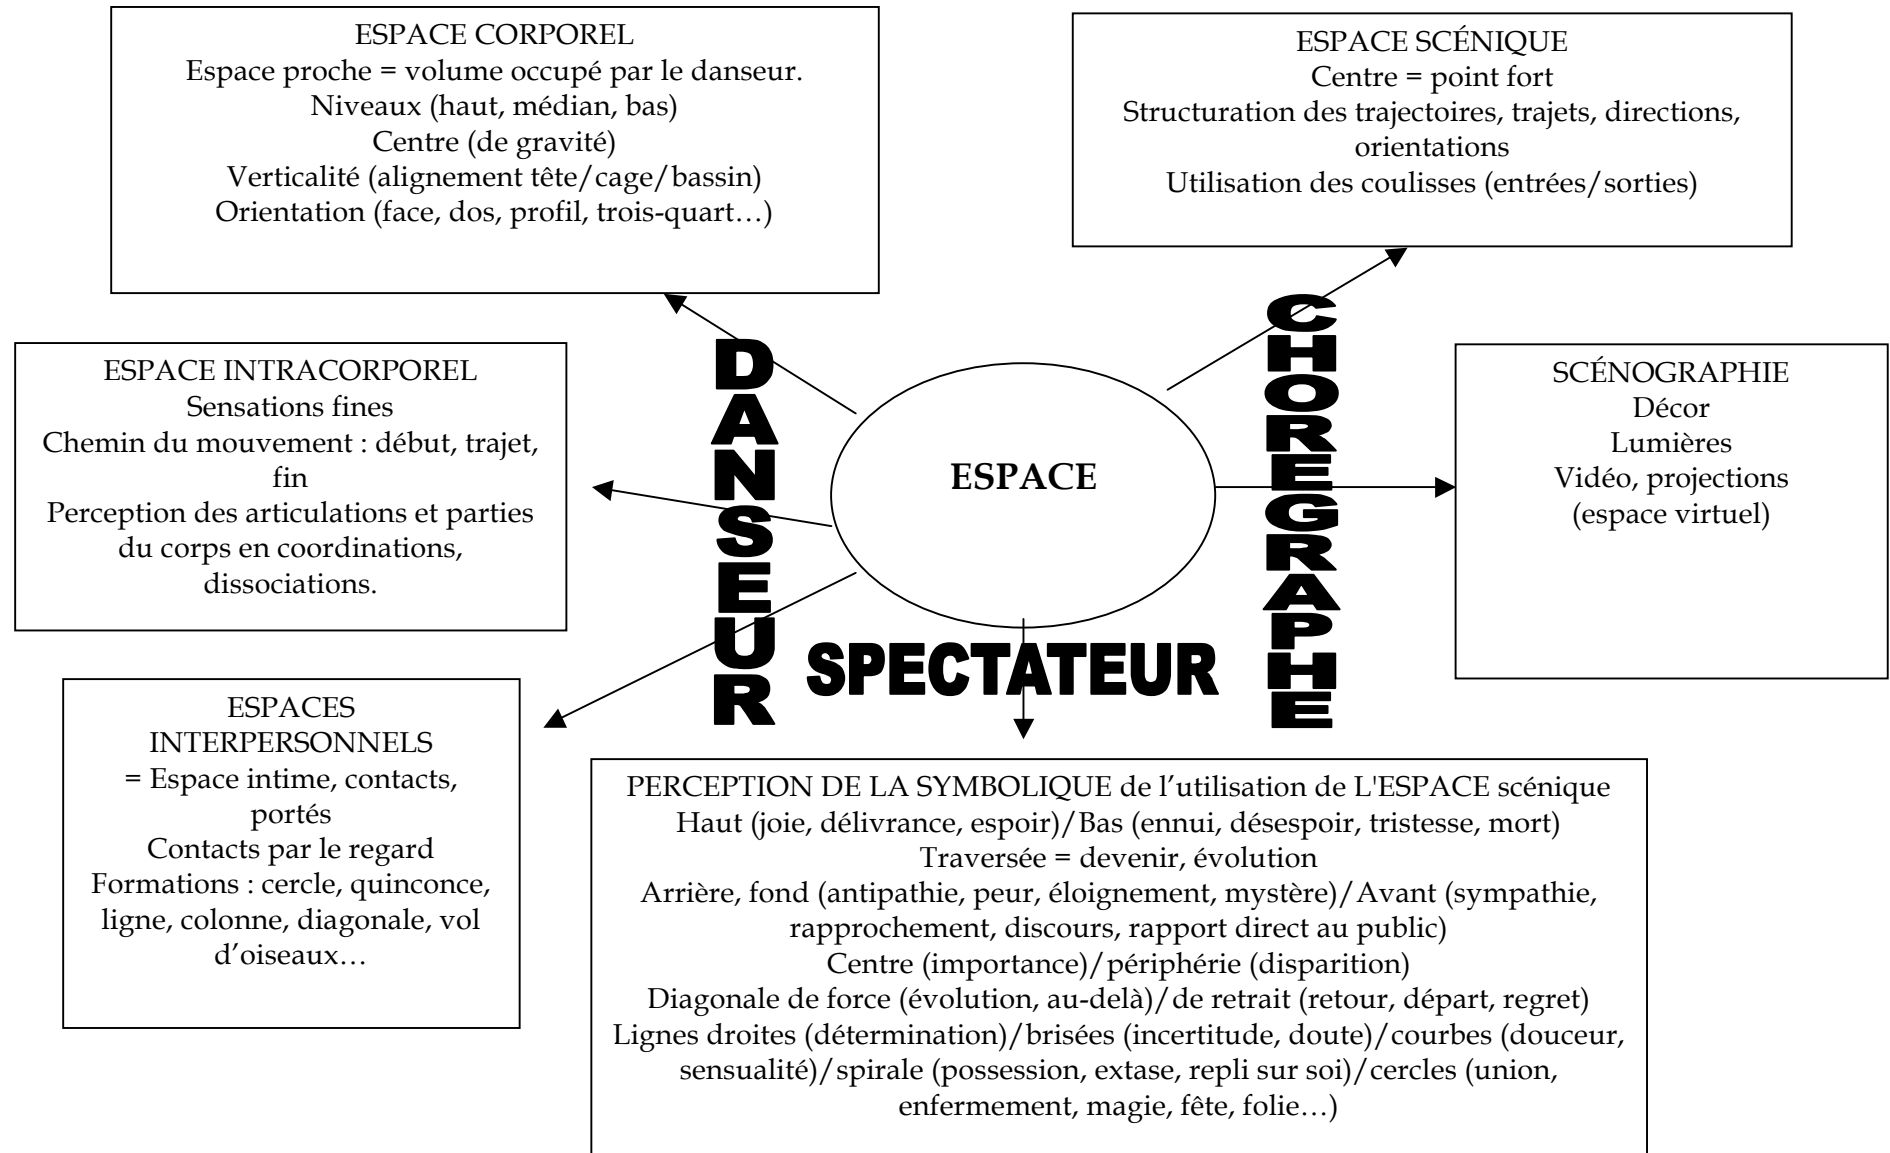 ESPACE CORPOREL
Espace proche = volume occupé par le danseur.
Niveaux (haut, médian, bas)
Centre (de gravité)
Verticalité (alignement tête/cage/bassin)
Orientation (face, dos, profil, trois-quart…)
ESPACE SCÉNIQUE
Centre = point fort
Structuration des trajectoires, trajets, directions,
orientations
Utilisation des coulisses (entrées/sorties)
ESPACE INTRACORPOREL
Sensations fines
Chemin du mouvement : début, trajet,
fin
Perception des articulations et parties
du corps en coordinations,
dissociations.
DANSEUR
ESPACE
CHOREGRAPHE
SCÉNOGRAPHIE
Décor
Lumières
Vidéo, projections
(espace virtuel)
SPECTATEUR
ESPACES
INTERPERSONNELS
= Espace intime, contacts,
portés
Contacts par le regard
Formations : cercle, quinconce,
ligne, colonne, diagonale, vol
d’oiseaux…
PERCEPTION DE LA SYMBOLIQUE de l’utilisation de L'ESPACE scénique
Haut (joie, délivrance, espoir)/Bas (ennui, désespoir, tristesse, mort)
Traversée = devenir, évolution
Arrière, fond (antipathie, peur, éloignement, mystère)/Avant (sympathie,
rapprochement, discours, rapport direct au public)
Centre (importance)/périphérie (disparition)
Diagonale de force (évolution, au-delà)/de retrait (retour, départ, regret)
Lignes droites (détermination)/brisées (incertitude, doute)/courbes (douceur,
sensualité)/spirale (possession, extase, repli sur soi)/cercles (union,
enfermement, magie, fête, folie…)